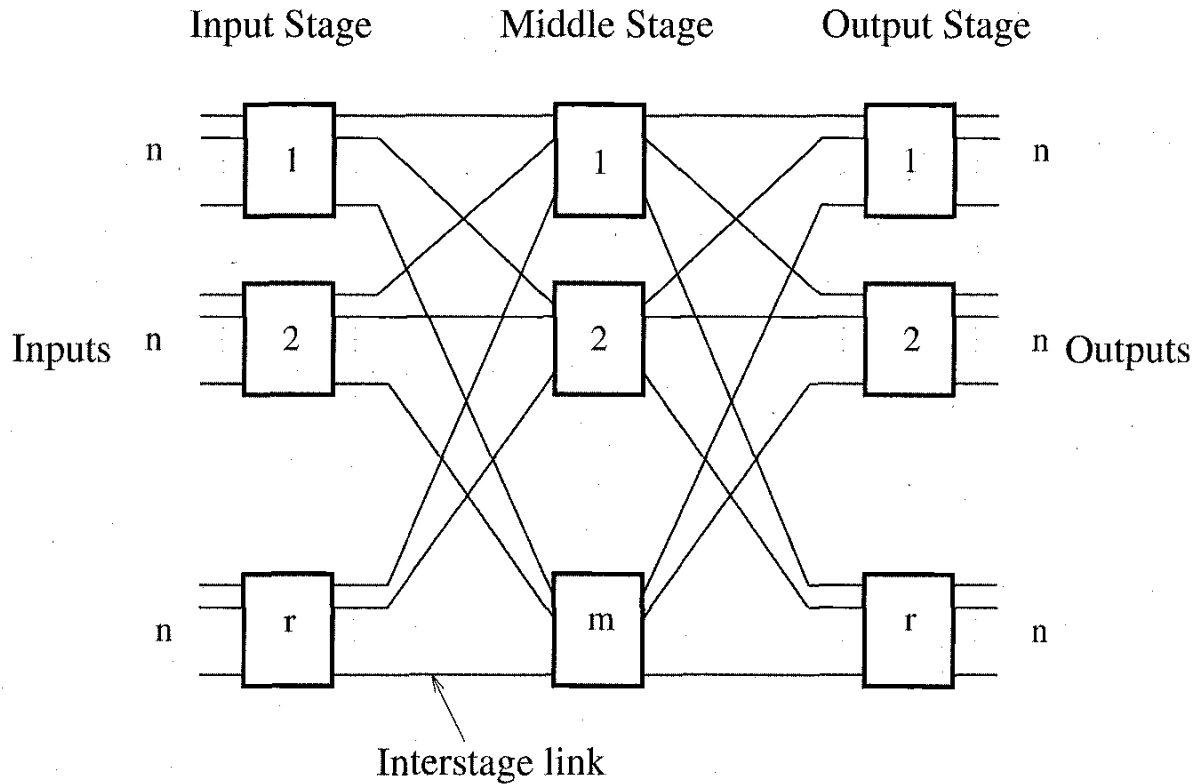 Input Stage Middle Stage Output Stage
n 1 1 1 n
Inputs n 2 2 2 n Outputs
n r m r n
Interstage link